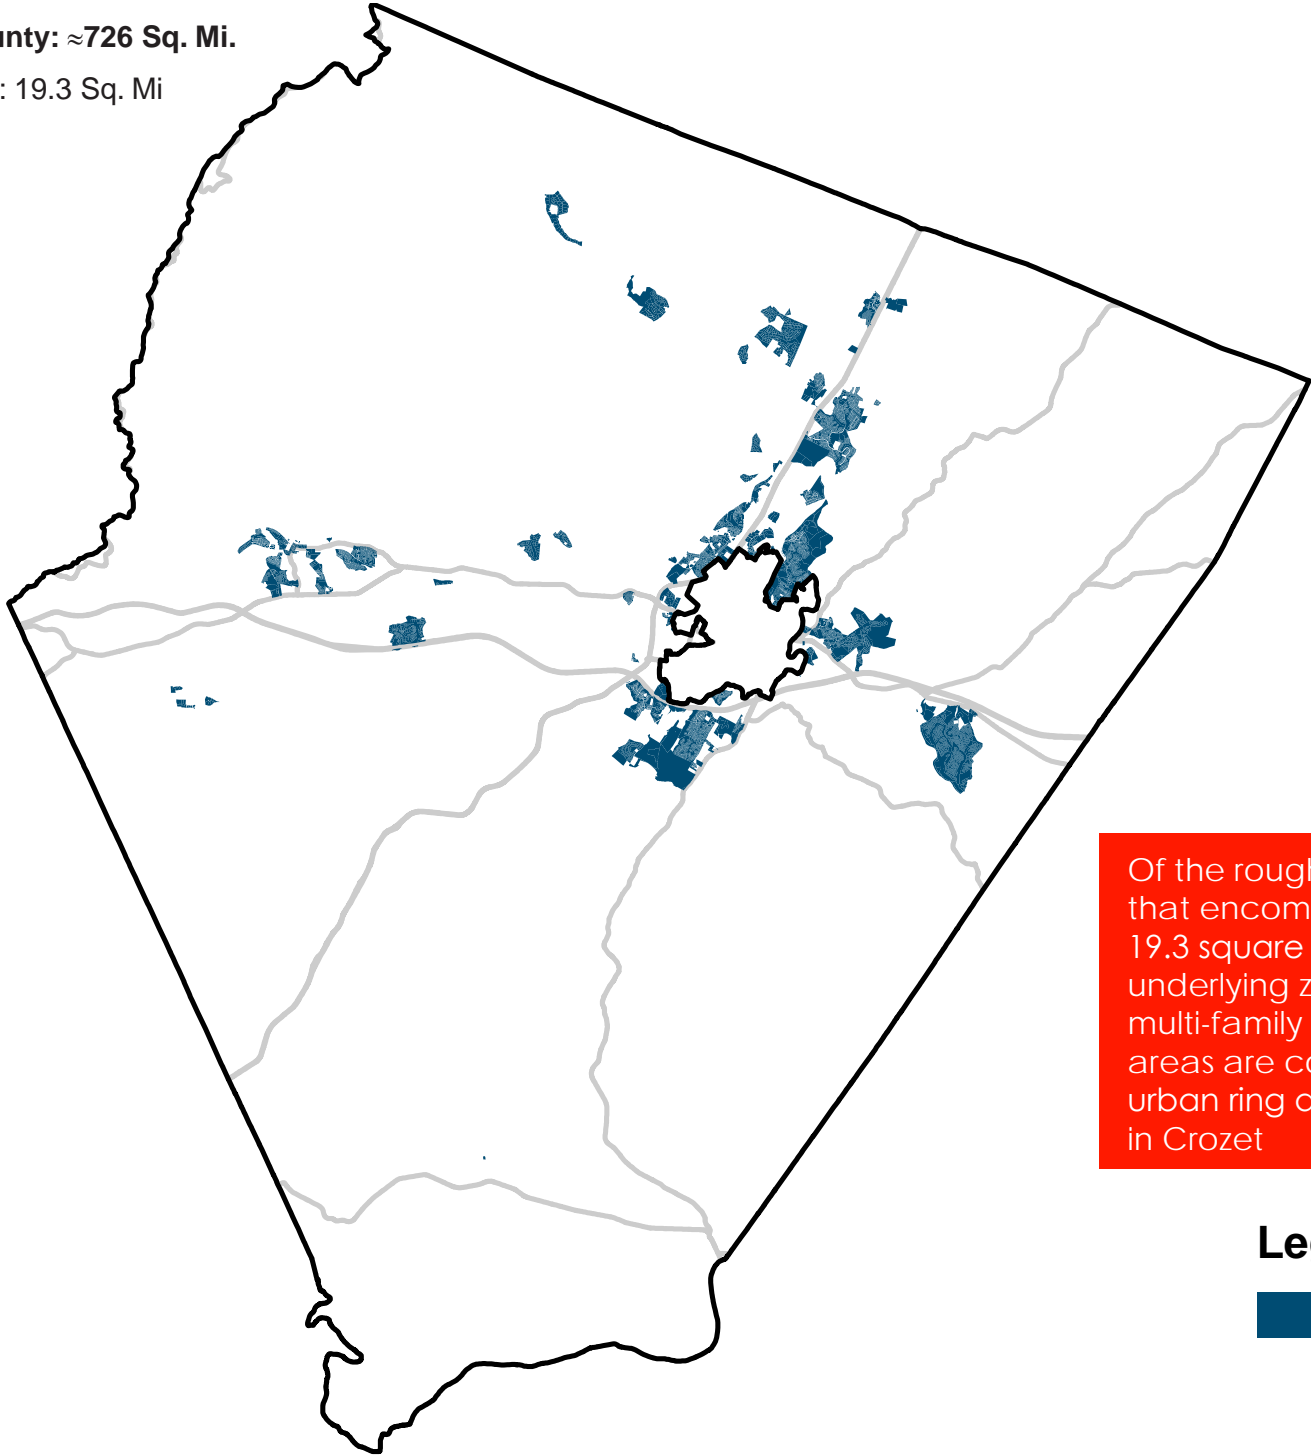 unty: ≈726 Sq. Mi.
: 19.3 Sq. Mi
Of the rough
that encom
19.3 square
underlying z
multi-family
areas are co
urban ring
in Crozet
Le